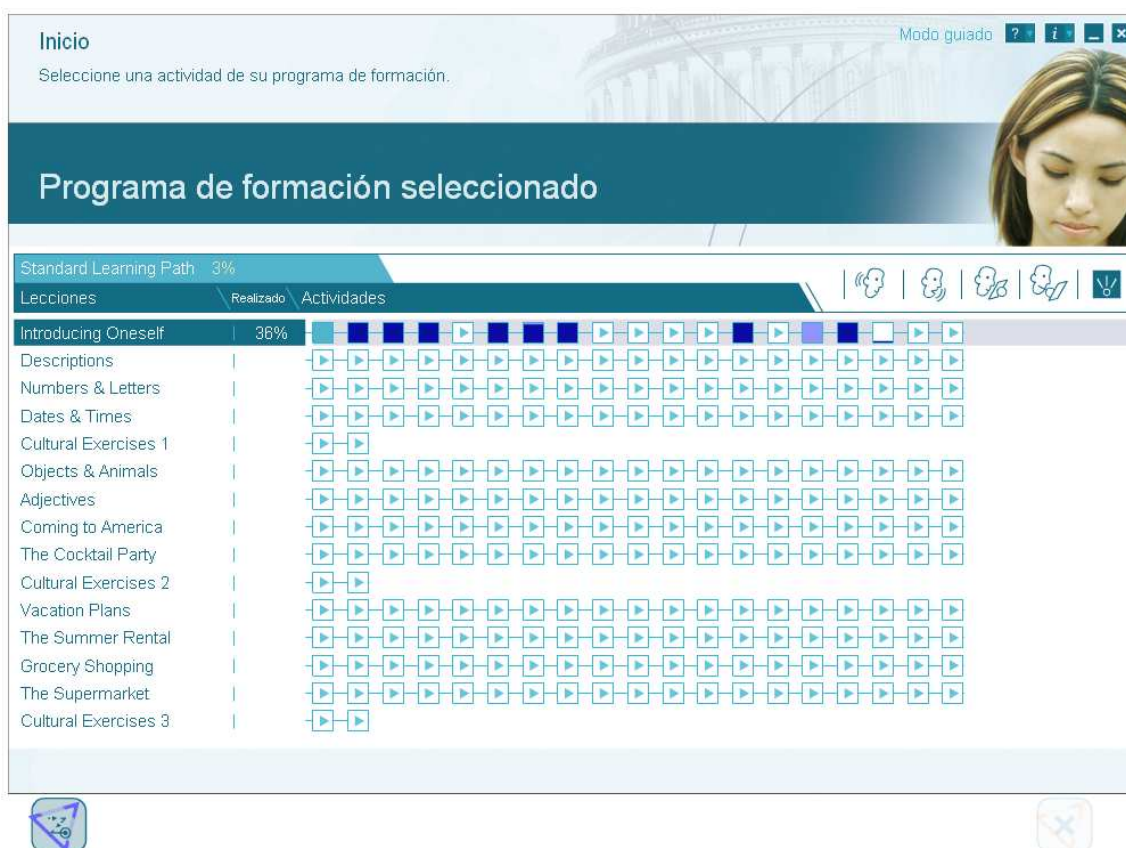 Inicio
Modo guiado ? i
Seleccione una actividad de su programa de formación.
Programa de formación seleccionado
Standard Learning Path 3%
Lecciones Realizado Actividades
Introducing Oneself 36%
Descriptions
Numbers & Letters
Dates & Times
Cultural Exercises 1
Objects & Animals
Adjectives
Coming to America
The Cocktail Party
Cultural Exercises 2
Vacation Plans
The Summer Rental
Grocery Shopping
The Supermarket
Cultural Exercises 3